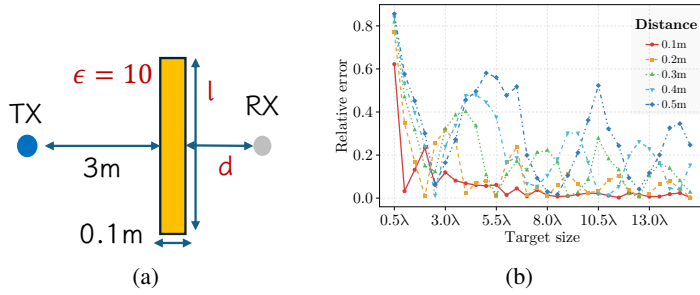 ϵ = 10
l
TX
RX
3m
d
0.1m
(a)
Relative error
0.8
0.6
0.4
0.2
0.0
Distance
0.1m
0.2m
0.3m
0.4m
0.5m
0.5λ 3.0λ 5.5λ 8.0λ 10.5λ 13.0λ
Target size
(b)